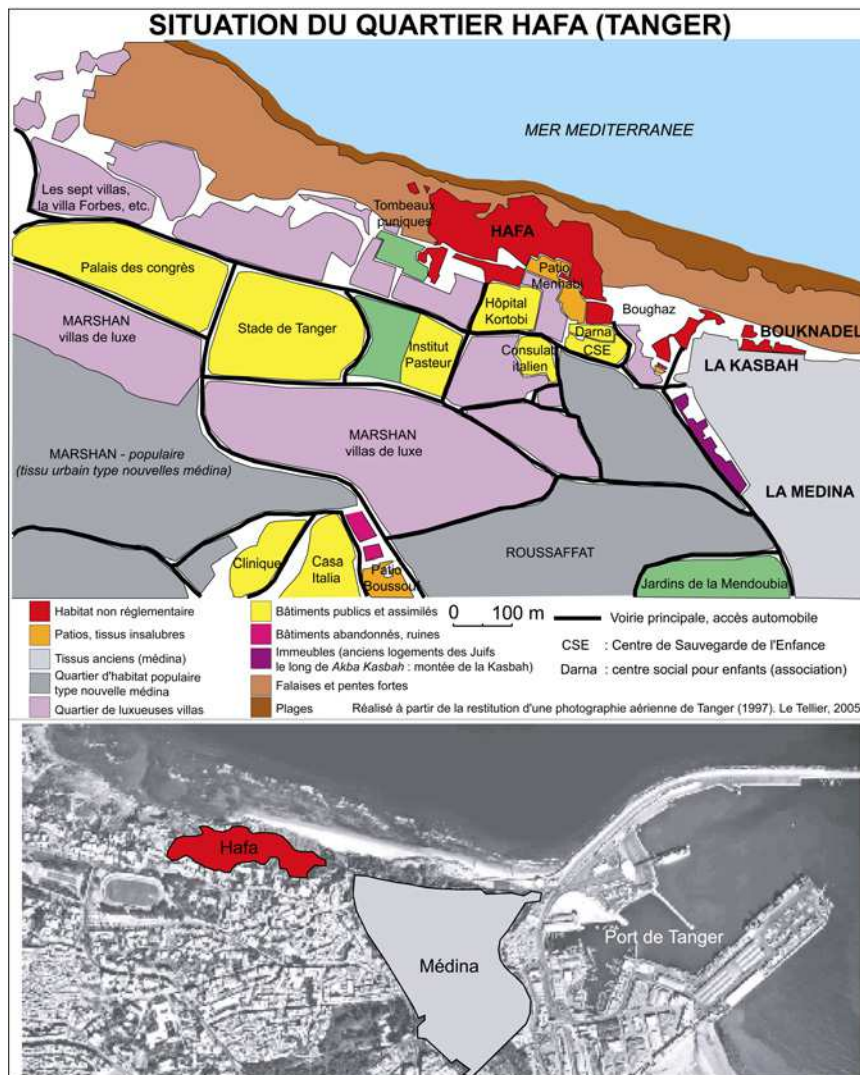 SITUATION DU QUARTIER HAFA (TANGER)
MER MEDITERRANEE
Les sept villas,
la villa Forbes, etc.
Tombeaux
puniques
HAFA
Palais des congrès
Patio
Menhabi
Boughaz
Hôpital
Kortobi
MARSHAN
villas de luxe
Stade de Tanger
Institut
Pasteur
Darna
CSE
BOUKNADEL
Consulat
italien
LA KASBAH
MARSHAN - populaire
(tissu urbain type nouvelles médina)
MARSHAN
villas de luxe
LA MEDINA
ROUSSAFFAT
Clinique
Casa
Italia
Patio
Boussouf
Jardins de la Mendoubia
Habitat non réglementaire
Patios, tissus insalubres
Tissus anciens (médina)
Quartier d'habitat populaire
type nouvelle médina
Quartier de luxueuses villas
Bâtiments publics et assimilés
Bâtiments abandonnés, ruines
Immeubles (anciens logements des Juifs
le long de Akba Kasbah : montée de la Kasbah)
Falaises et pentes fortes
Plages
0 100 m
Voirie principale, accès automobile
CSE : Centre de Sauvegarde de l'Enfance
Darna : centre social pour enfants (association)
Réalisé à partir de la restitution d'une photographie aérienne de Tanger (1997). Le Tellier, 2005
Hafa
Médina
Port de Tanger